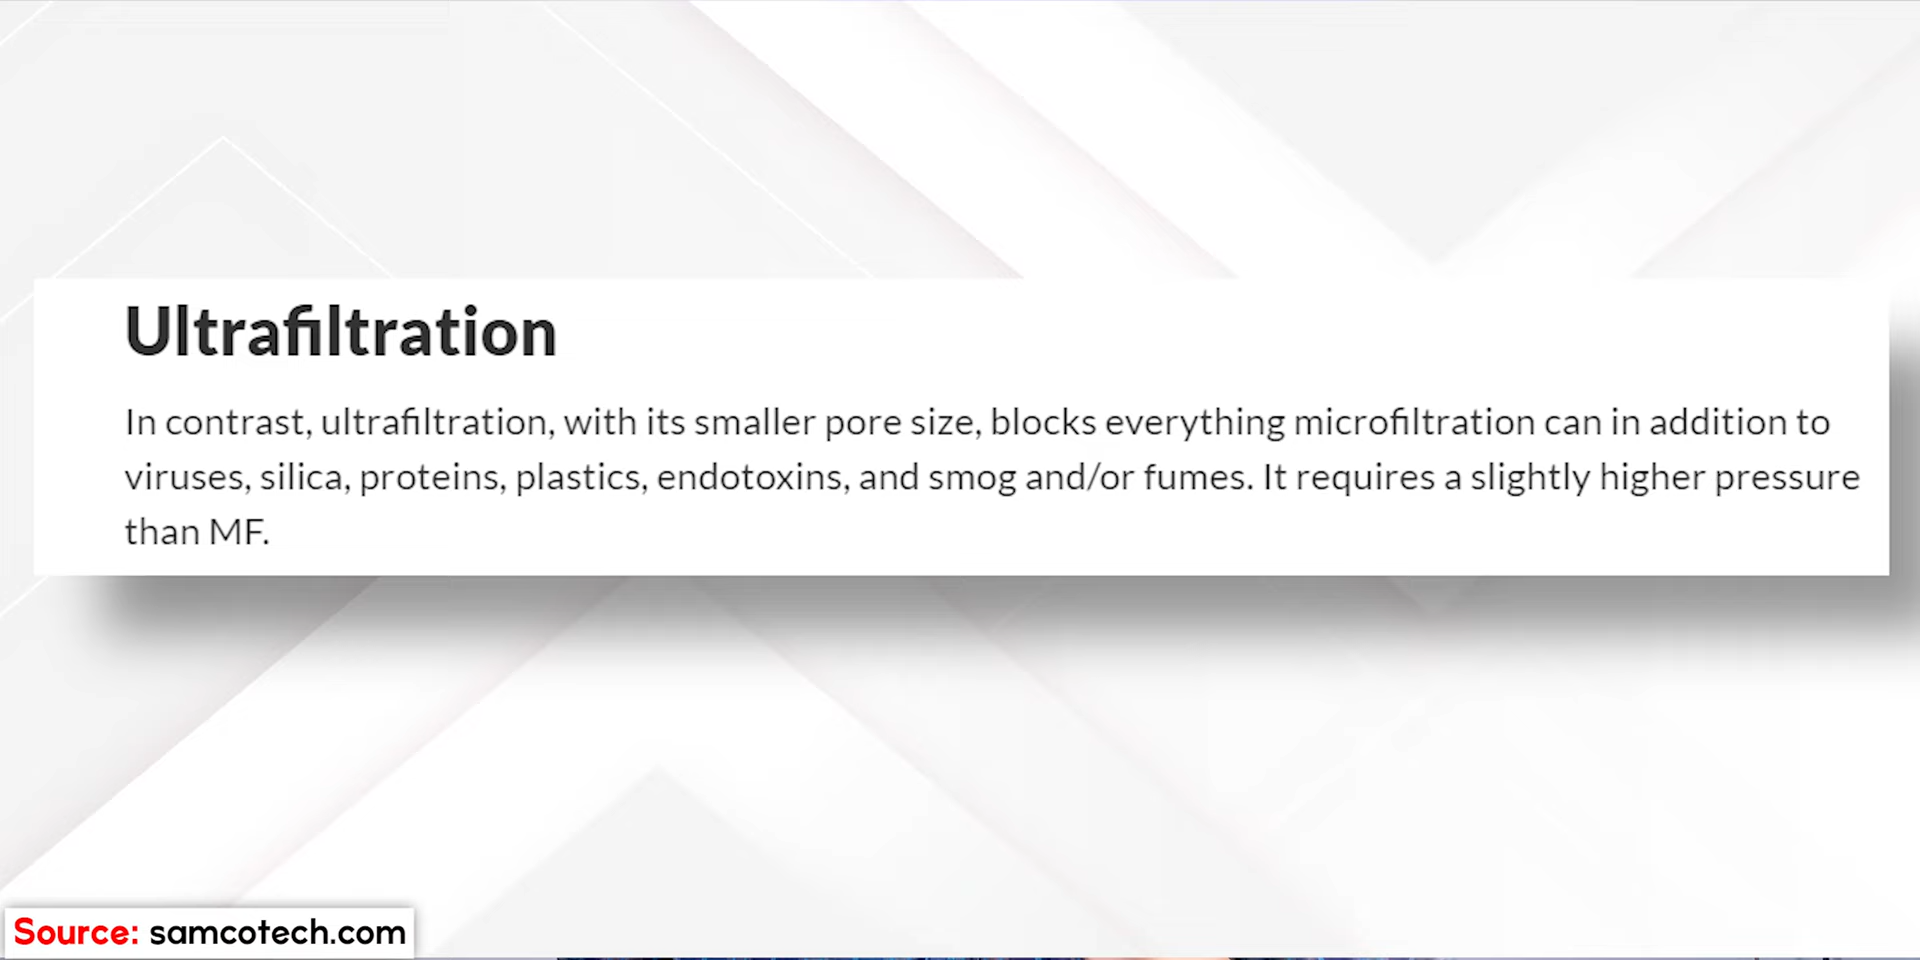 Ultrafiltration
In contrast, ultrafiltration, with its smaller pore size, blocks everything microfiltration can in addition to
viruses, silica, proteins, plastics, endotoxins, and smog and/or fumes. It requires a slightly higher pressure
than MF.
Source: samcotech.com